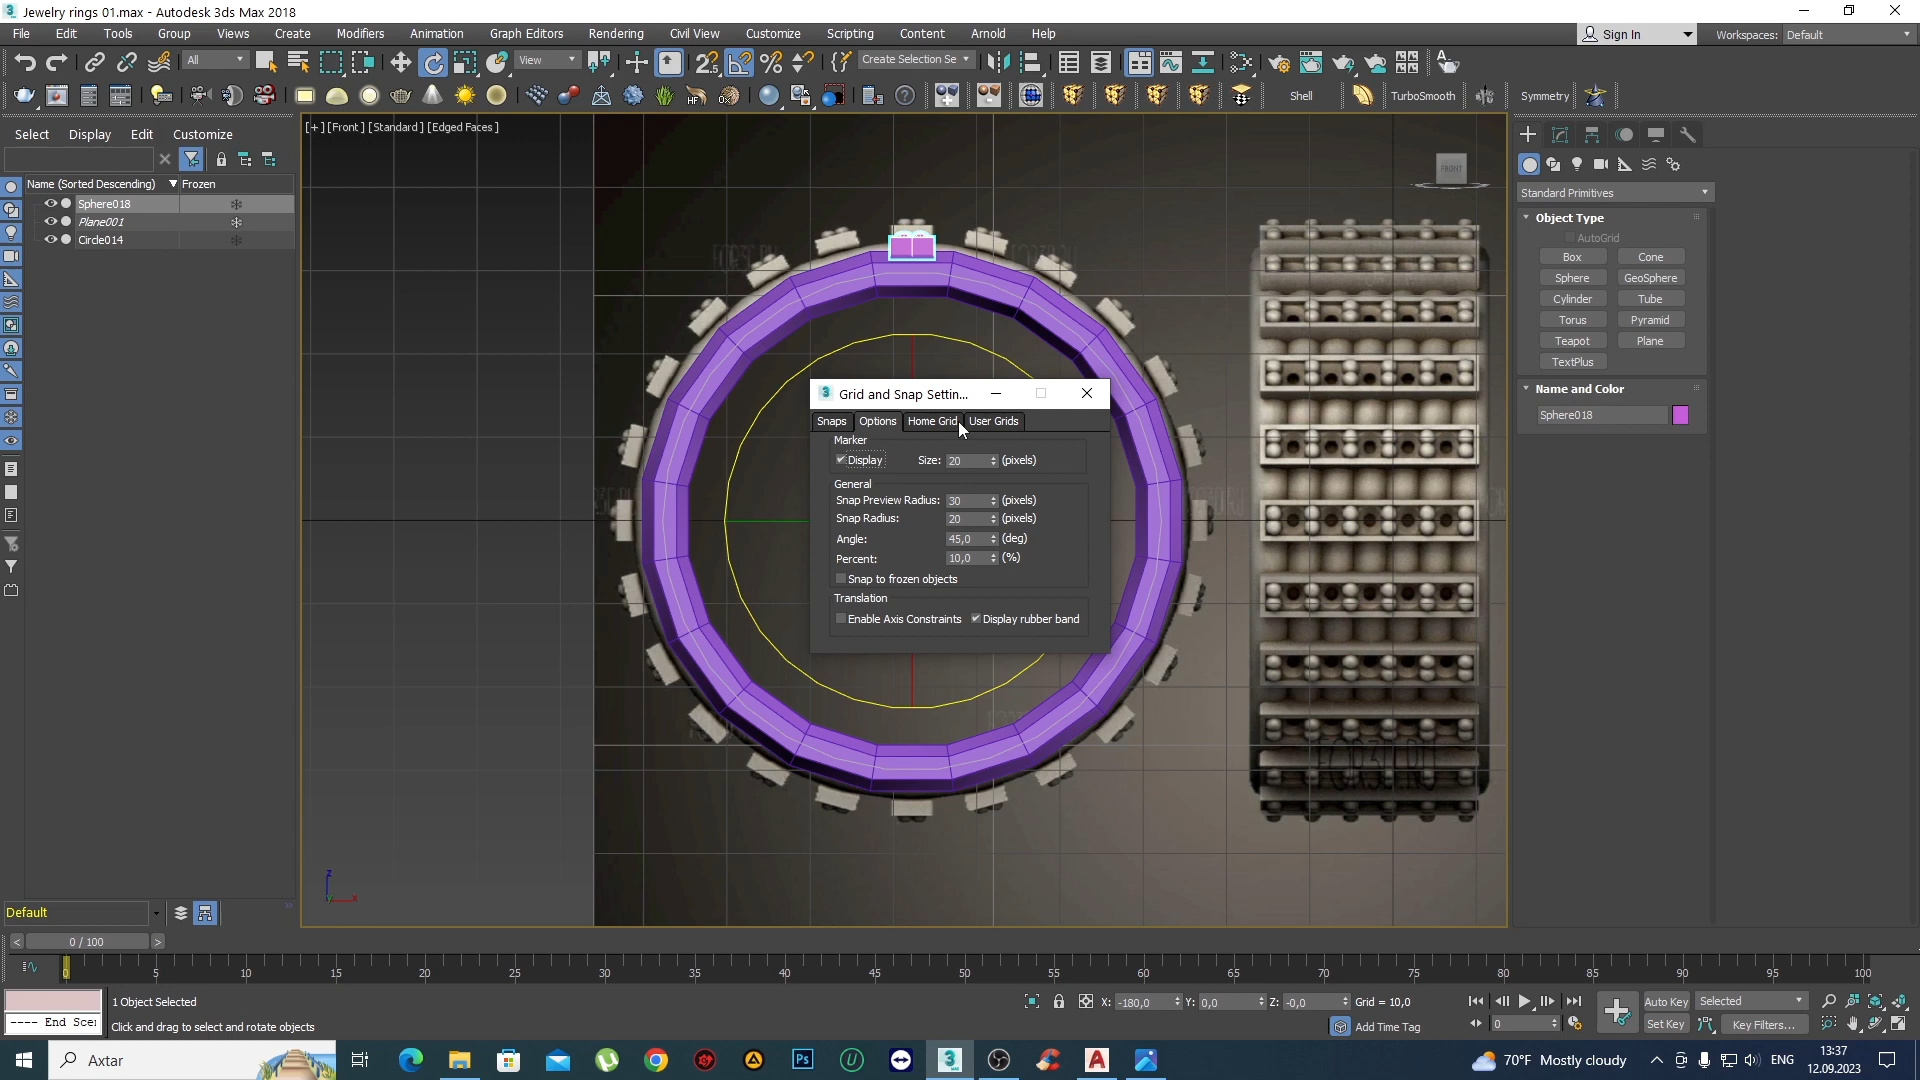 Jewelry rings 01.max - Autodesk 3ds Max 2018
File Edit Tools Group Views Create Modifiers Animation Graph Editors Rendering Civil View Customize Scripting Content Arnold Help
Sign In Workspaces: Default
All View Create Selection Se
Shell TurboSmooth Symmetry
Select Display Edit Customize
[+] [Front ] [Standard ] [Edged Faces ]
FRONT
Name (Sorted Descending) Frozen
Sphere018
Plane001
Circle014
Standard Primitives
Object Type
AutoGrid
Box Cone
Sphere GeoSphere
Cylinder Tube
Torus Pyramid
Teapot Plane
TextPlus
Name and Color
Sphere018
Grid and Snap Settin...
Snaps Options Home Grid User Grids
Marker
Display Size: 20 (pixels)
General
Snap Preview Radius: 30 (pixels)
Snap Radius: 20 (pixels)
Angle: 45,0 (deg)
Percent: 10,0 (%)
Snap to frozen objects
Translation
Enable Axis Constraints Display rubber band
z
x
Default
0 / 100
0 5 10 15 20 25 30 35 40 45 50 55 60 65 70 75 80 85 90 95 100
1 Object Selected
X: -180,0 Y: 0,0 Z: -0,0 Grid = 10,0
Auto Key Selected
---- End Scer
Click and drag to select and rotate objects
Add Time Tag
0
Set Key Key Filters...
Axtar
70°F Mostly cloudy
ENG
13:37
12.09.2023